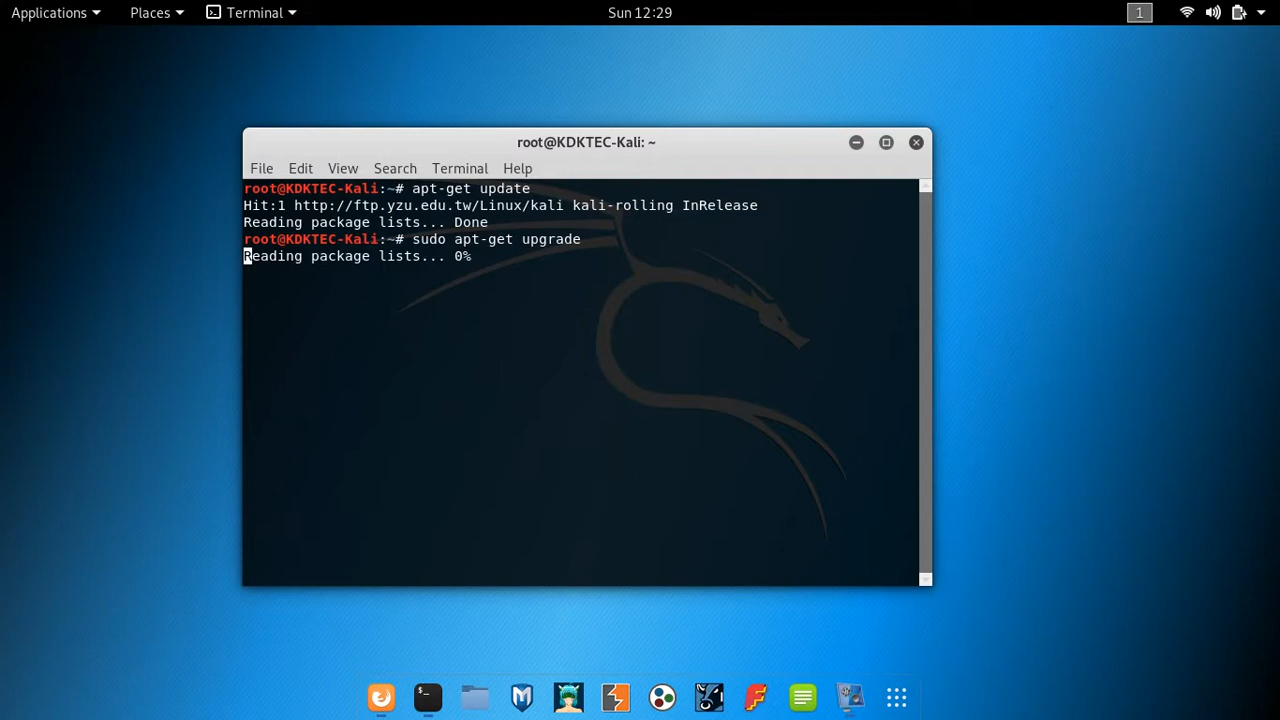 Applications Places Terminal Sun 12:29 1
root@KDKTEC-Kali: ~
File Edit View Search Terminal Help
root@KDKTEC-Kali:~# apt-get update
Hit:1 http://ftp.yzu.edu.tw/Linux/kali kali-rolling InRelease
Reading package lists... Done
root@KDKTEC-Kali:~# sudo apt-get upgrade
Reading package lists... 0%